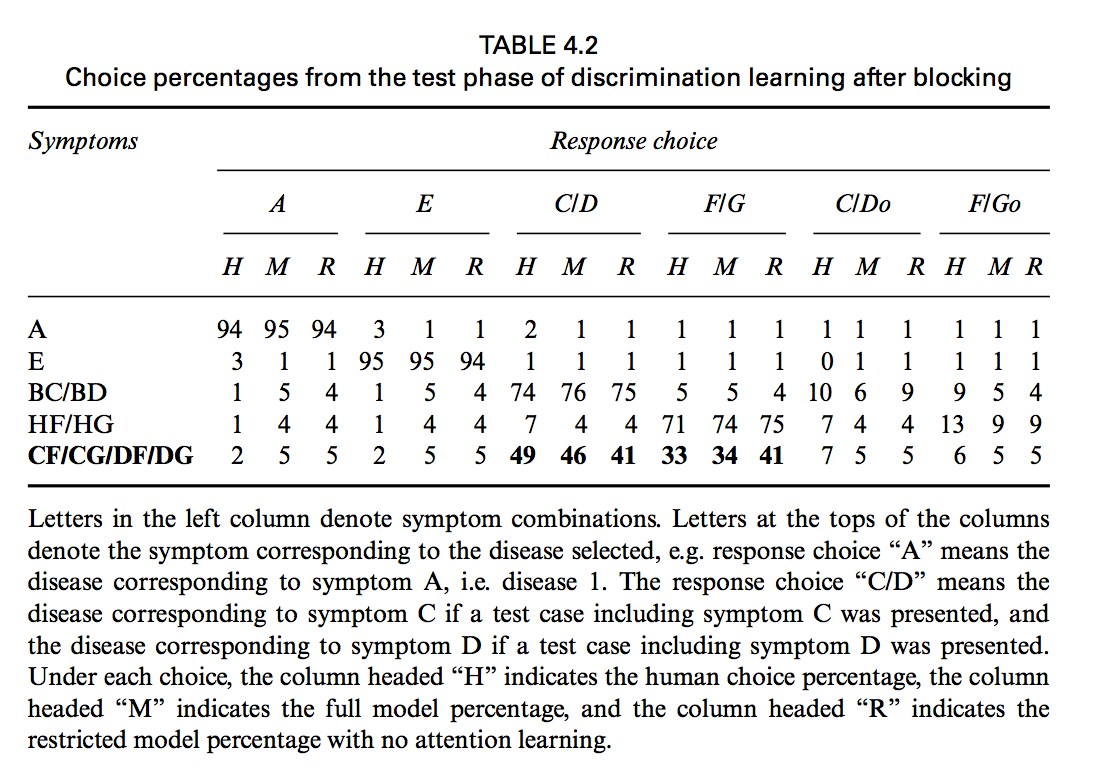 TABLE 4.2
Choice percentages from the test phase of discrimination learning after blocking
Symptoms Response choice
A E C/D F/G C/Do F/Go
H M R H M R H M R H M R H M R H M R
A 94 95 94 3 1 1 2 1 1 1 1 1 1 1 1 1 1 1
E 3 1 1 95 95 94 1 1 1 1 1 1 0 1 1 1 1 1
BC/BD 1 5 4 1 5 4 74 76 75 5 5 4 10 6 9 9 5 4
HF/HG 1 4 4 1 4 4 7 4 4 71 74 75 7 4 4 13 9 9
CF/CG/DF/DG 2 5 5 2 5 5 49 46 41 33 34 41 7 5 5 6 5 5
Letters in the left column denote symptom combinations. Letters at the tops of the columns
denote the symptom corresponding to the disease selected, e.g. response choice “A” means the
disease corresponding to symptom A, i.e. disease 1. The response choice “C/D” means the
disease corresponding to symptom C if a test case including symptom C was presented, and
the disease corresponding to symptom D if a test case including symptom D was presented.
Under each choice, the column headed “H” indicates the human choice percentage, the column
headed “M” indicates the full model percentage, and the column headed “R” indicates the
restricted model percentage with no attention learning.